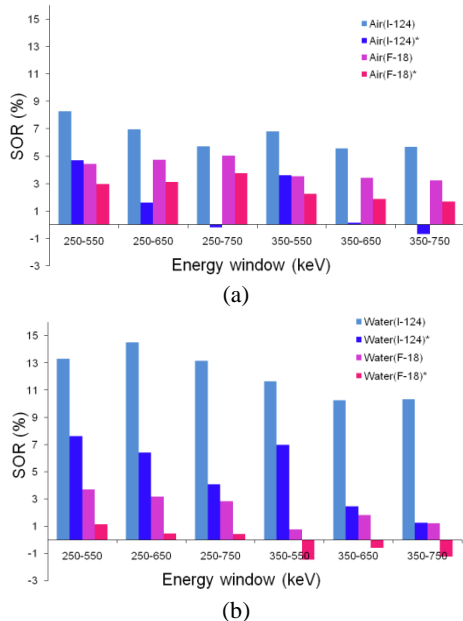 15
13
11
9
7
5
3
1
-1
-3
SOR (%)
Air(I-124)
Air(I-124)*
Air(F-18)
Air(F-18)*
250-550 250-650 250-750 350-550 350-650 350-750
Energy window (keV)
(a)
15
13
11
9
7
5
3
1
-1
-3
SOR (%)
Water(I-124)
Water(I-124)*
Water(F-18)
Water(F-18)*
250-550 250-650 250-750 350-550 350-650 350-750
Energy window (keV)
(b)